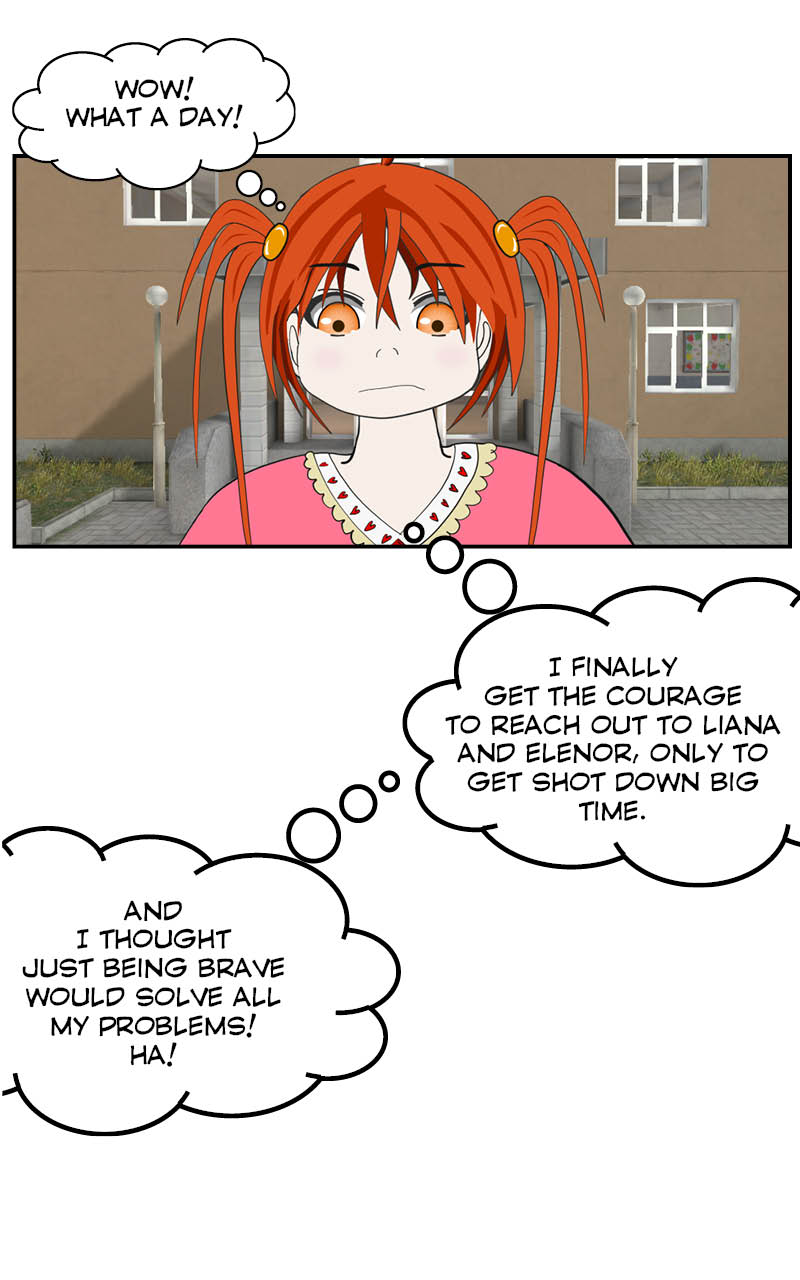 WOW!
WHAT A DAY!
I FINALLY
GET THE COURAGE
TO REACH OUT TO LIANA
AND ELENOR, ONLY TO
GET SHOT DOWN BIG
TIME.
AND
I THOUGHT
JUST BEING BRAVE
WOULD SOLVE ALL
MY PROBLEMS!
HA!